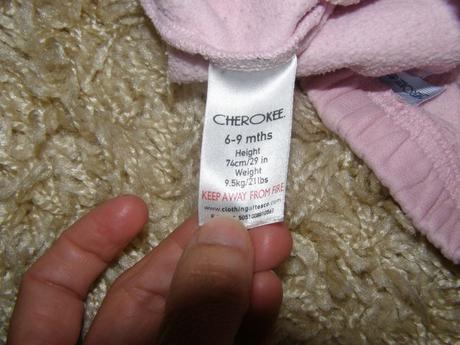 CHEROKEE.
6-9 mths
Height
74cm/29 in
Weight
9.5kg/21lbs
KEEP AWAY FROM FIRE
www.clothingattesco.com